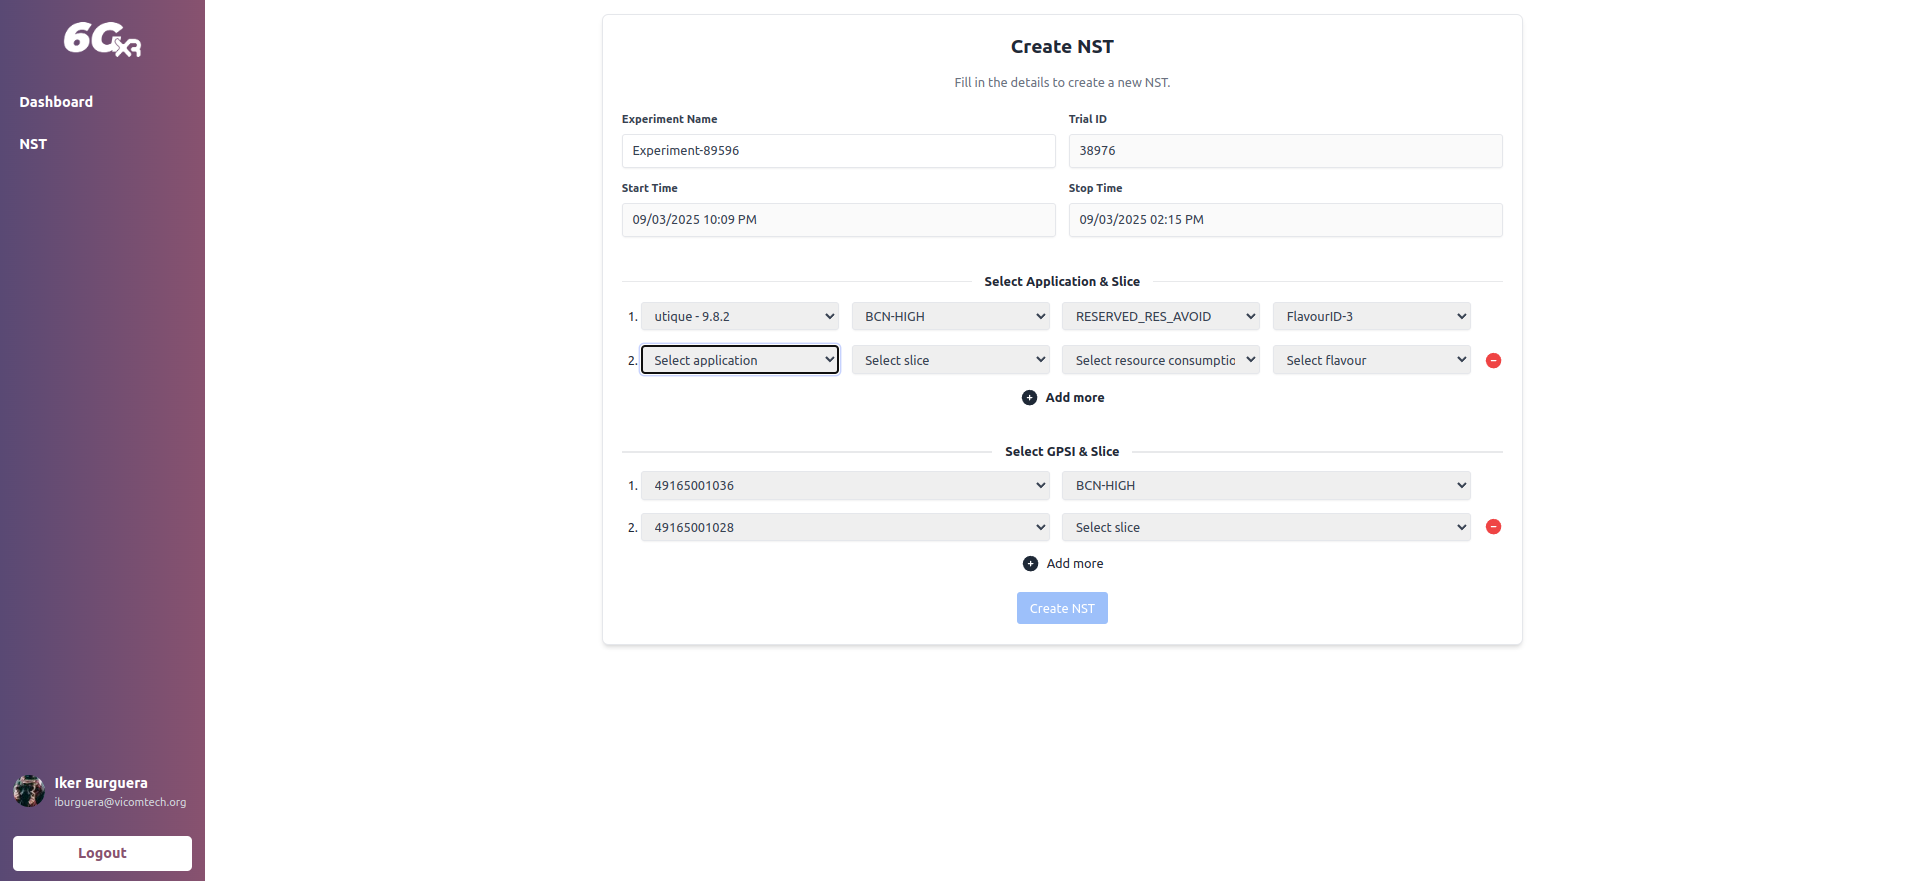 6GXR
Dashboard
NST
Iker Burguera
iburguera@vicomtech.org
Logout
Create NST
Fill in the details to create a new NST.
Experiment Name
Trial ID
Experiment-89596
38976
Start Time
Stop Time
09/03/2025 10:09 PM
09/03/2025 02:15 PM
Select Application & Slice
1. utique - 9.8.2 BCN-HIGH RESERVED_RES_AVOID FlavourID-3
2. Select application Select slice Select resource consumptio Select flavour
Add more
Select GPSI & Slice
1. 49165001036 BCN-HIGH
2. 49165001028 Select slice
Add more
Create NST